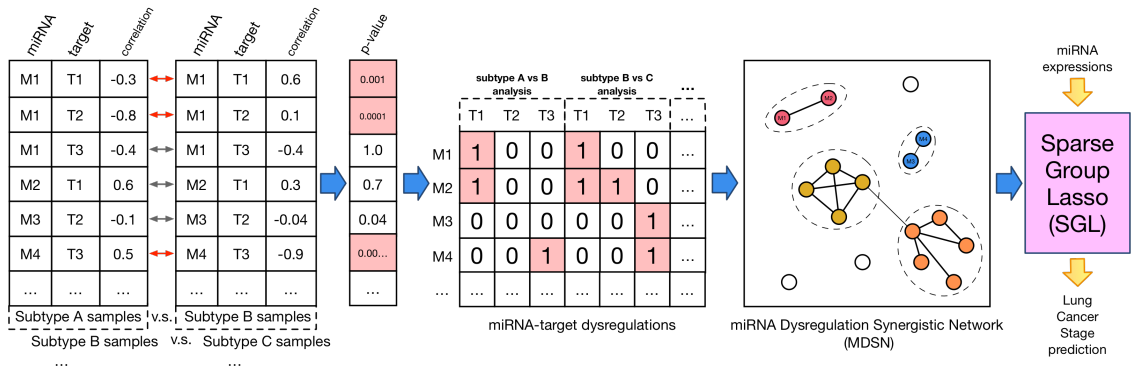 miRNA target correlation miRNA target correlation p-value
M1 T1 -0.3 M1 T1 0.6 0.001
M1 T2 -0.8 M1 T2 0.1 0.0001
M1 T3 -0.4 M1 T3 -0.4 1.0
M2 T1 0.6 M2 T1 0.3 0.7
M3 T2 -0.1 M3 T2 -0.04 0.04
M4 T3 0.5 M4 T3 -0.9 0.00...
... ... ... ... ... ... ...
Subtype A samples v.s. Subtype B samples
Subtype B samples v.s. Subtype C samples
... ...
subtype A vs B analysis
subtype B vs C analysis
...
T1 T2 T3 T1 T2 T3 ...
M1 1 0 0 1 0 0 ...
M2 1 0 0 1 1 0 ...
M3 0 0 0 0 0 1 ...
M4 0 0 1 0 0 1 ...
... ... ... ... ... ... ... ...
miRNA-target dysregulations
M1
M2
M4
M3
miRNA Dysregulation Synergistic Network
(MDSN)
miRNA
expressions
Sparse
Group
Lasso
(SGL)
Lung
Cancer
Stage
prediction